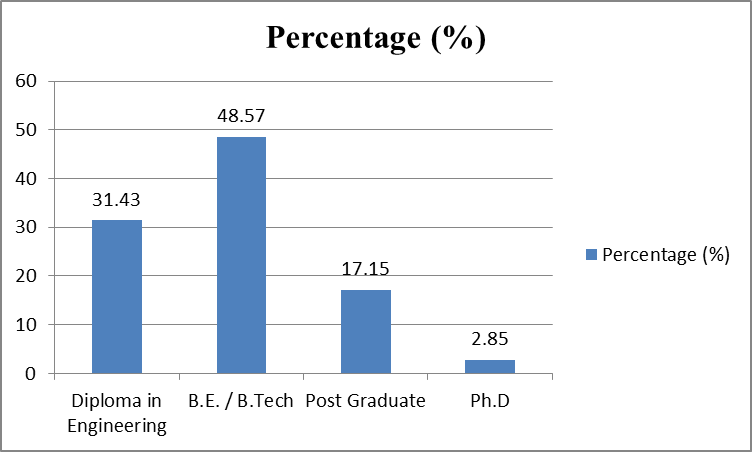 Percentage (%)
60
50
40
30
20
10
0
31.43
48.57
17.15
2.85
Diploma in
Engineering
B.E. / B.Tech
Post Graduate
Ph.D
Percentage (%)